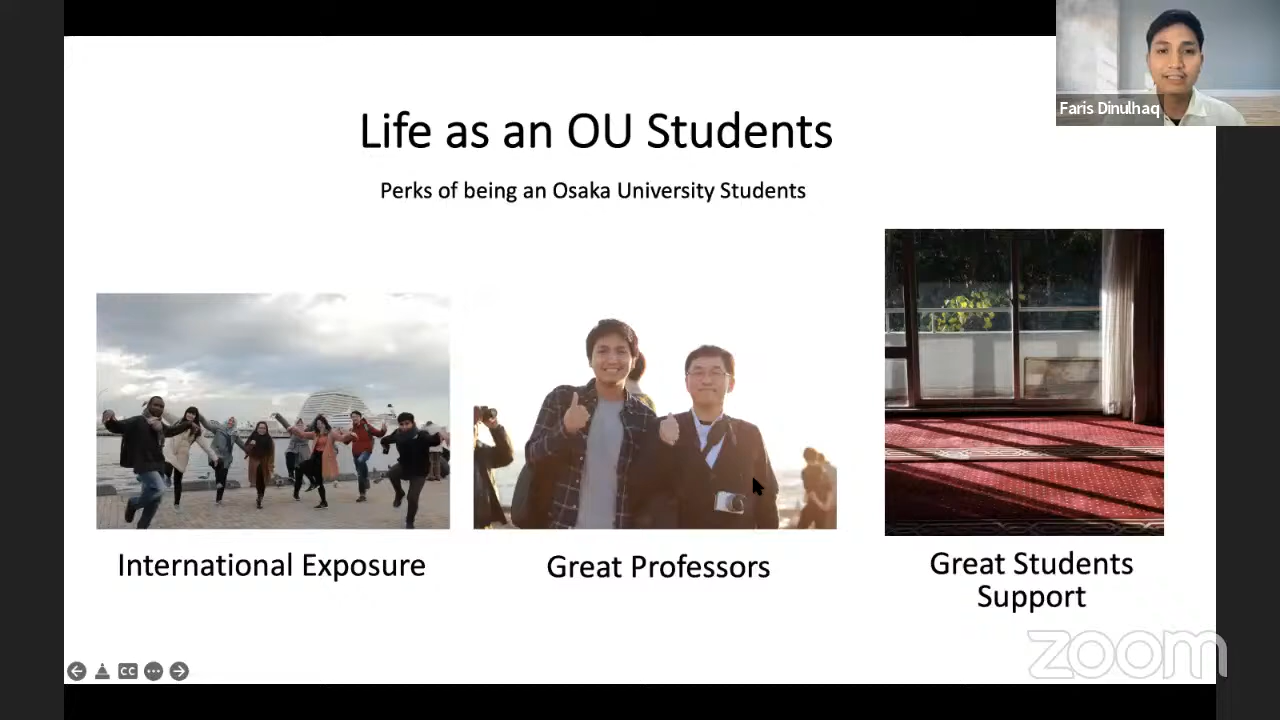 Faris Dinulhaq
Life as an OU Students
Perks of being an Osaka University Students
International Exposure
Great Professors
Great Students
Support
CC
zoom